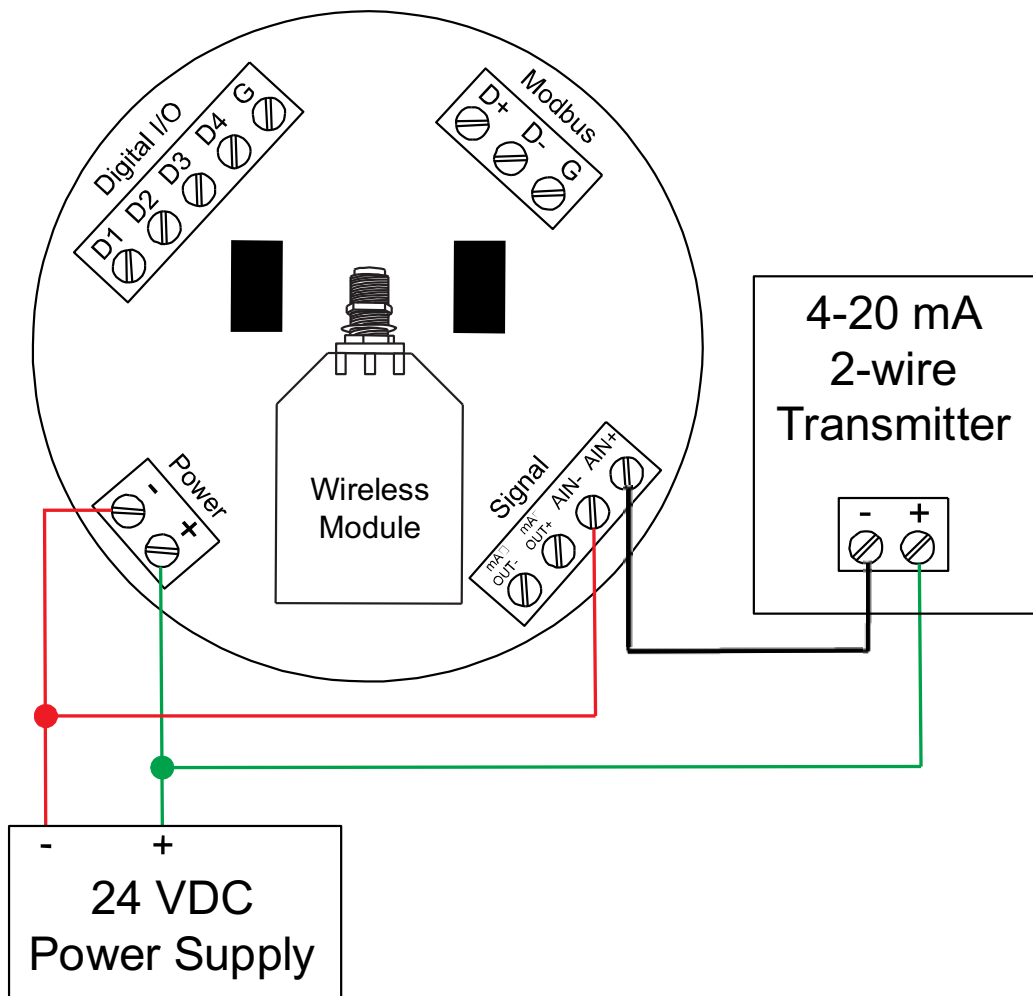 Digital I/O
D1 D2 D3 D4 G
Modbus
D+ D- G
4-20 mA
2-wire
Transmitter
- +
Power
- +
Wireless
Module
Signal
mA OUT- mA OUT+ AIN- AIN+
- +
24 VDC
Power Supply